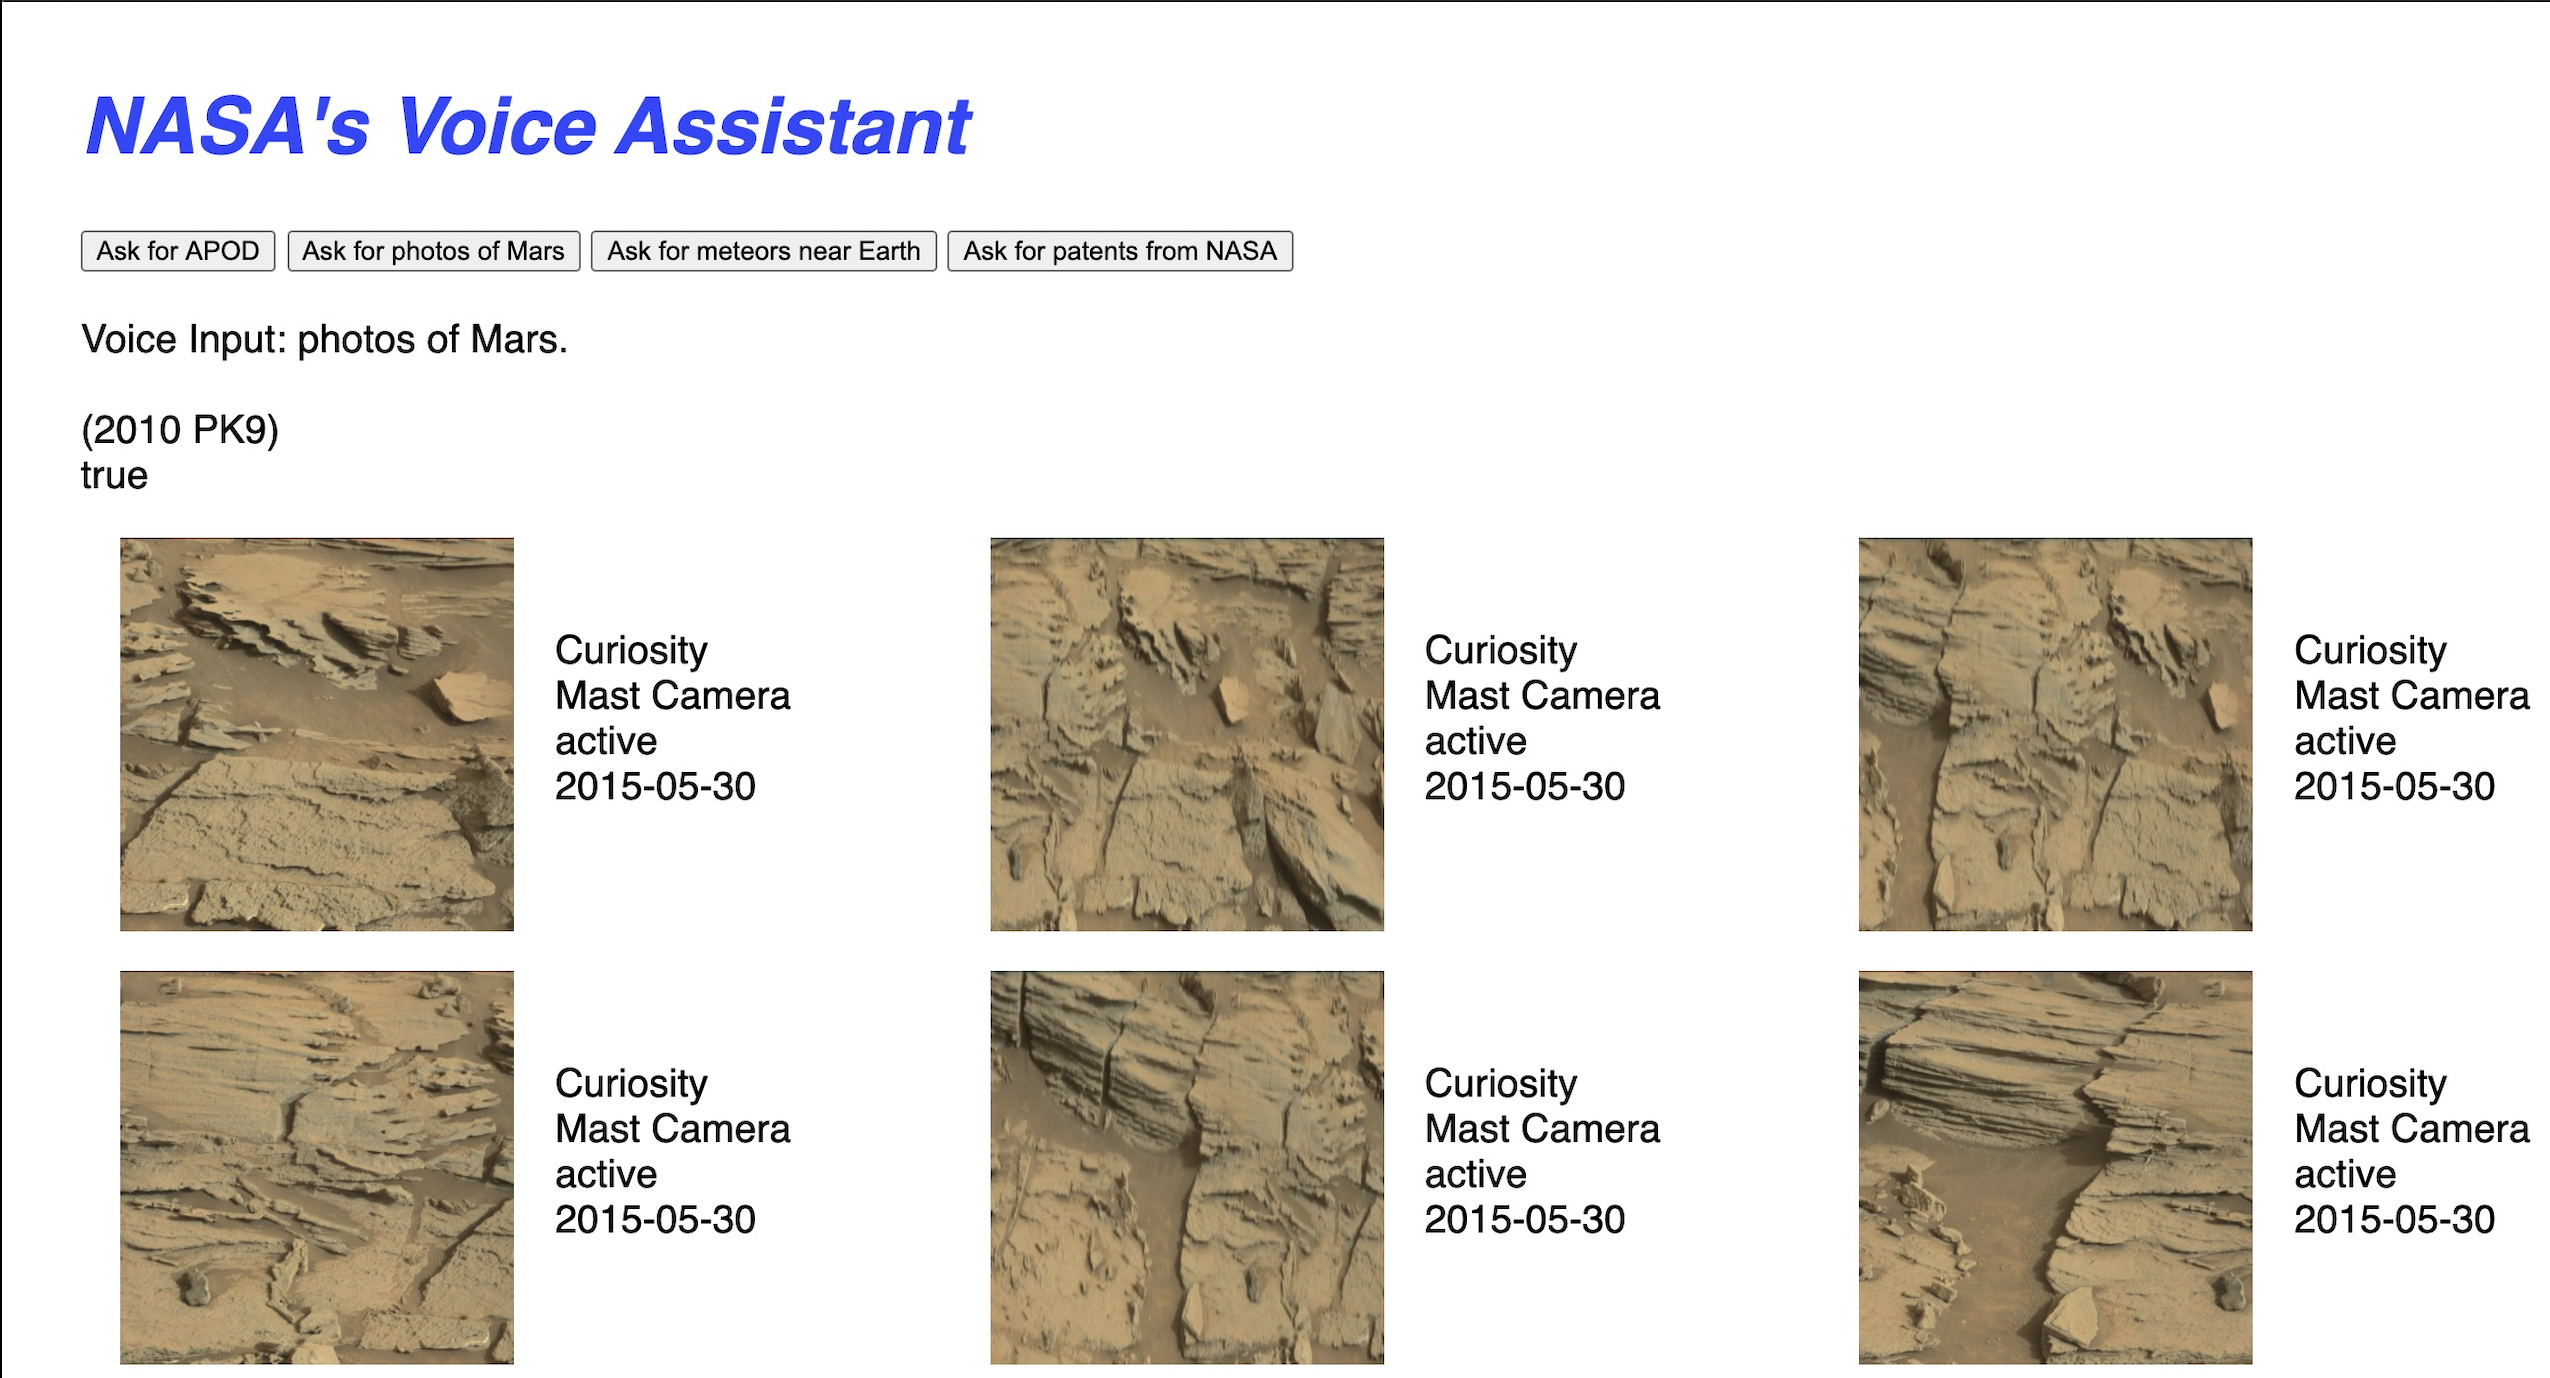 NASA's Voice Assistant
Ask for APOD Ask for photos of Mars Ask for meteors near Earth Ask for patents from NASA
Voice Input: photos of Mars.
(2010 PK9)
true
Curiosity
Mast Camera
active
2015-05-30
Curiosity
Mast Camera
active
2015-05-30
Curiosity
Mast Camera
active
2015-05-30
Curiosity
Mast Camera
active
2015-05-30
Curiosity
Mast Camera
active
2015-05-30
Curiosity
Mast Camera
active
2015-05-30